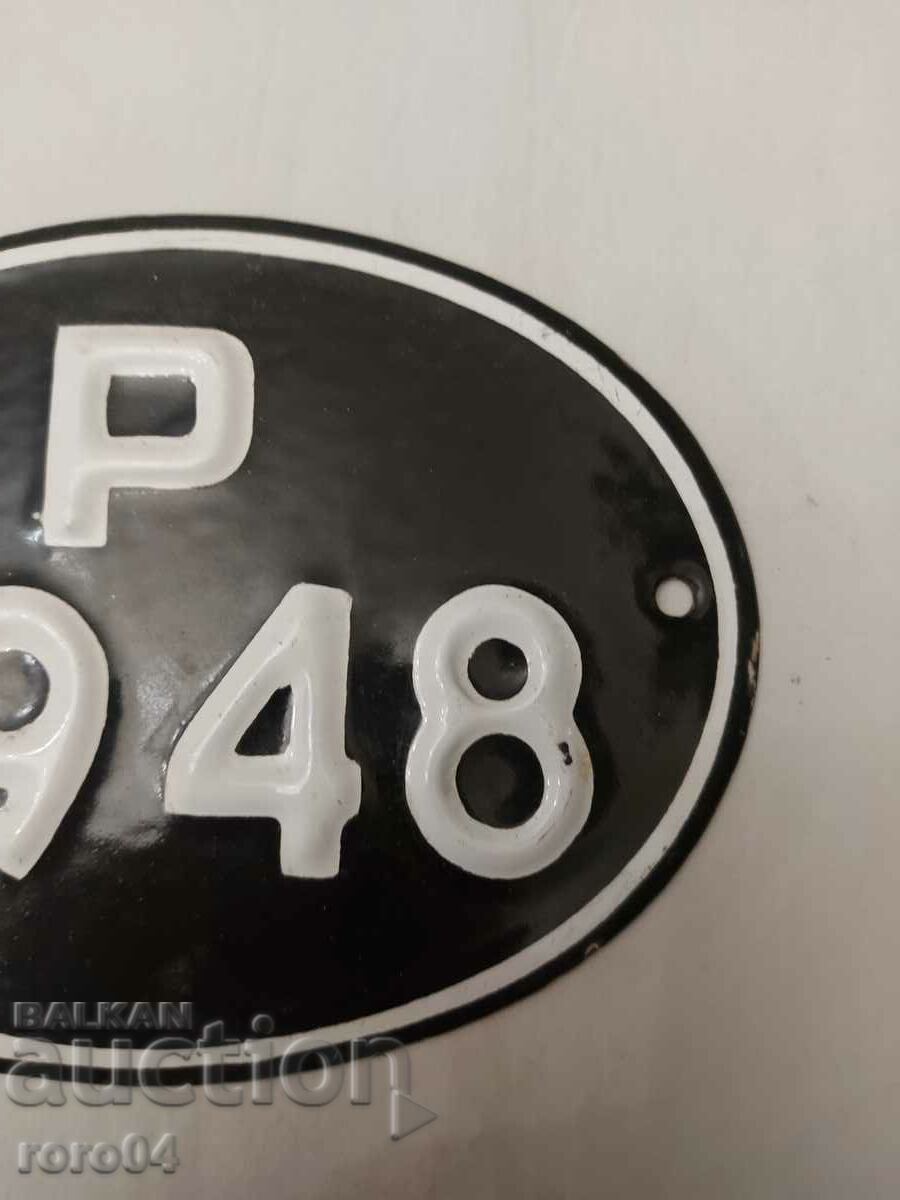 P
948
BALKAN
auction
roro04